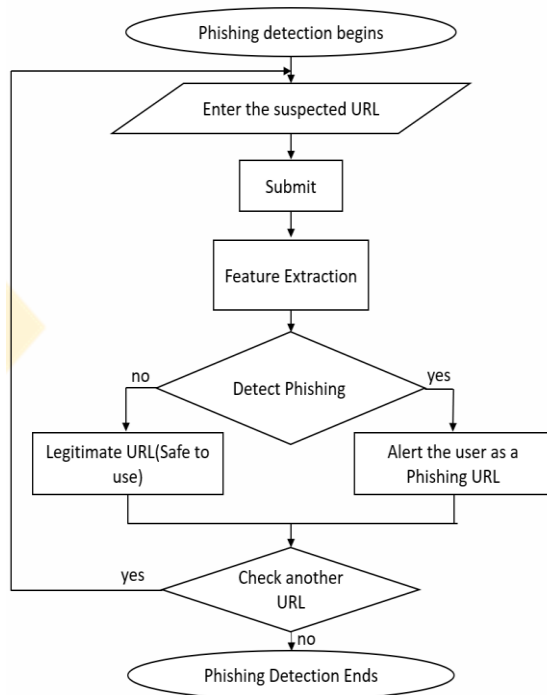 Phishing detection begins
Enter the suspected URL
Submit
Feature Extraction
no
yes
Detect Phishing
Legitimate URL(Safe to
use)
Alert the user as a
Phishing URL
yes
Check another
URL
no
Phishing Detection Ends